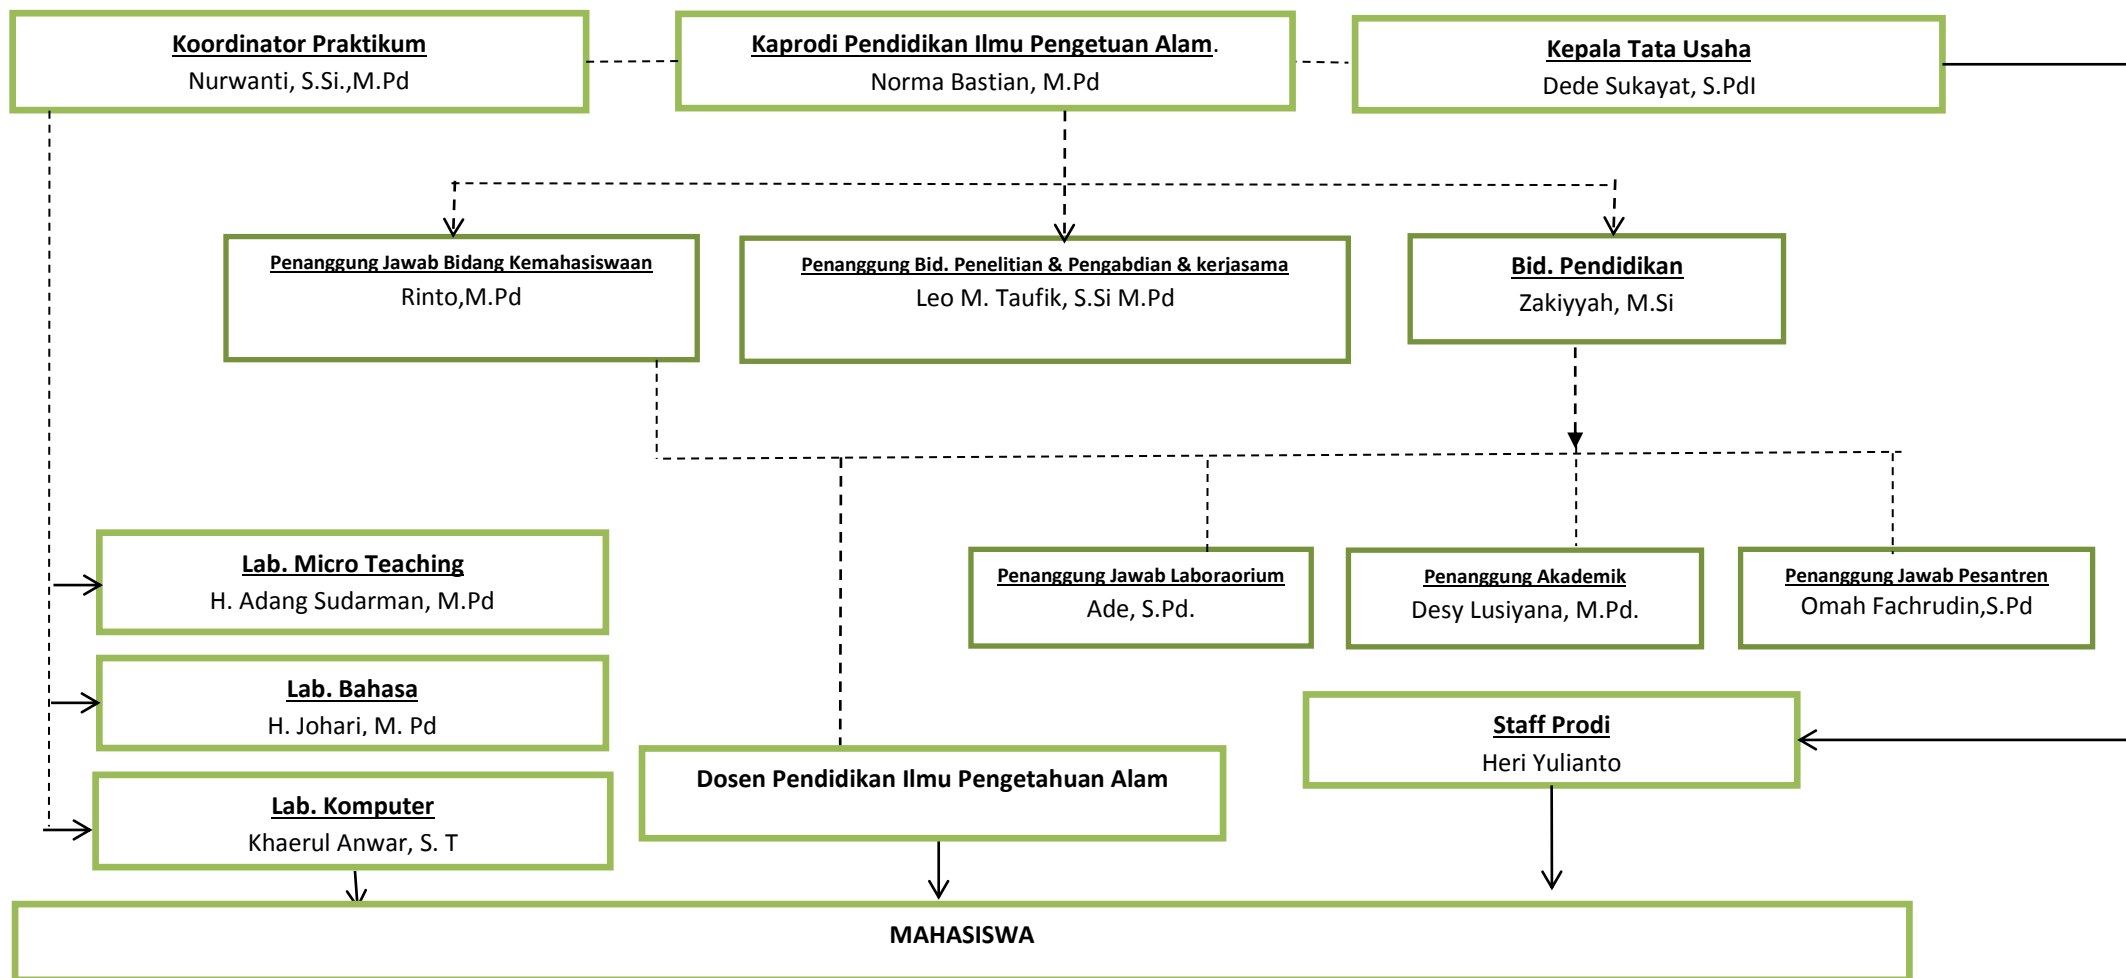 Koordinator Praktikum
Nurwanti, S.Si.,M.Pd
Kaprodi Pendidikan Ilmu Pengetuan Alam.
Norma Bastian, M.Pd
Kepala Tata Usaha
Dede Sukayat, S.PdI
Penanggung Jawab Bidang Kemahasiswaan
Rinto,M.Pd
Penanggung Bid. Penelitian & Pengabdian & kerjasama
Leo M. Taufik, S.Si M.Pd
Bid. Pendidikan
Zakiyyah, M.Si
Lab. Micro Teaching
H. Adang Sudarman, M.Pd
Penanggung Jawab Laboraorium
Ade, S.Pd.
Penanggung Akademik
Desy Lusiyana, M.Pd.
Penanggung Jawab Pesantren
Omah Fachrudin,S.Pd
Lab. Bahasa
H. Johari, M. Pd
Staff Prodi
Heri Yulianto
Lab. Komputer
Khaerul Anwar, S. T
Dosen Pendidikan Ilmu Pengetahuan Alam
MAHASISWA